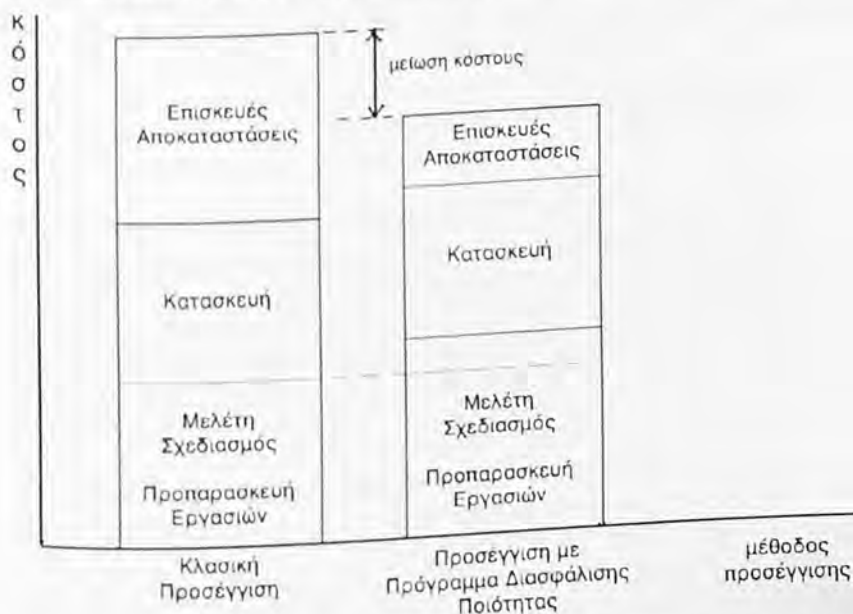 Κόστος
μείωση κόστους
Επισκευές
Αποκαταστάσεις
Κατασκευή
Μελέτη
Σχεδιασμός
Προπαρασκευή
Εργασιών
Επισκευές
Αποκαταστάσεις
Κατασκευή
Μελέτη
Σχεδιασμός
Προπαρασκευή
Εργασιών
Κλασική
Προσέγγιση
Προσέγγιση με
Πρόγραμμα Διασφάλισης
Ποιότητας
μέθοδος
προσέγγισης